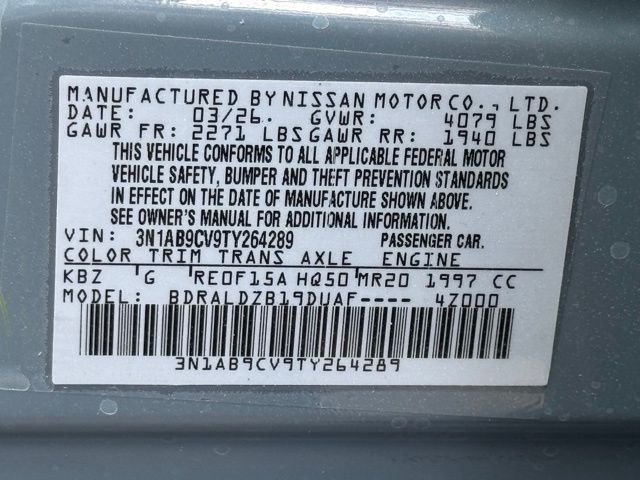 MANUFACTURED BY NISSAN MOTOR CO., LTD.
DATE: 03/26. GVWR: 4079 LBS
GAWR FR: 2271 LBS GAWR RR: 1940 LBS
THIS VEHICLE CONFORMS TO ALL APPLICABLE FEDERAL MOTOR
VEHICLE SAFETY, BUMPER AND THEFT PREVENTION STANDARDS
IN EFFECT ON THE DATE OF MANUFACTURE SHOWN ABOVE.
SEE OWNER'S MANUAL FOR ADDITIONAL INFORMATION.
VIN: 3N1AB9CV9TY264289 PASSENGER CAR.
COLOR TRIM TRANS AXLE ENGINE
KBZ G RE0F15A HQ50 MR20 1997 CC
MODEL: BDRALDZB19DUAF---- 4Z000
3N1AB9CV9TY264289